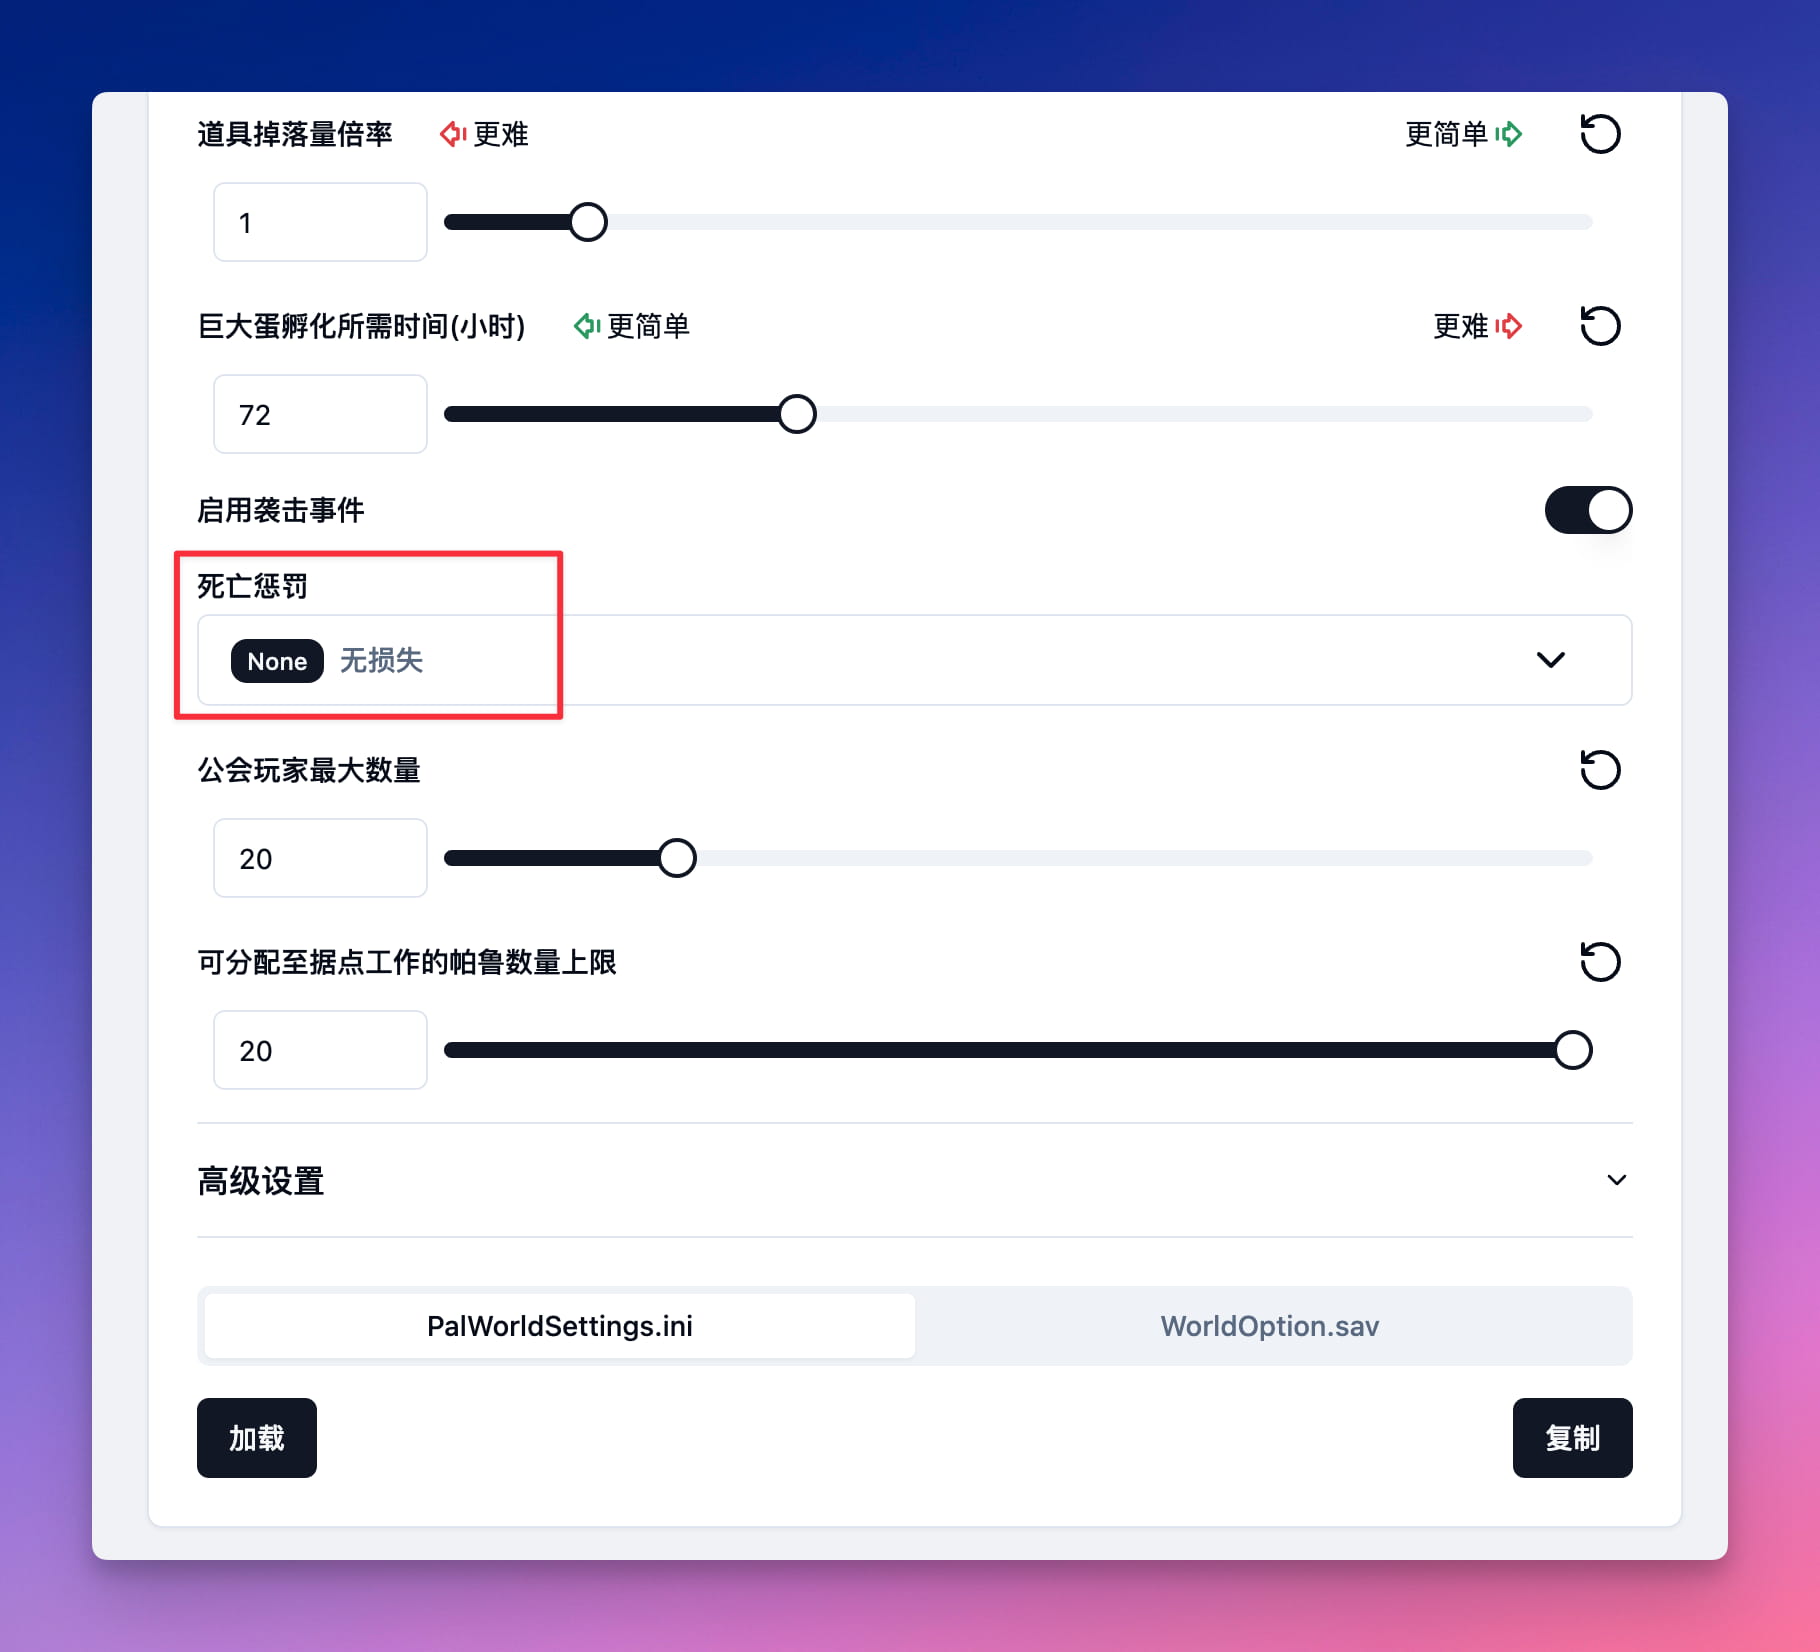 道具掉落量倍率 更难 更简单
1
巨大蛋孵化所需时间(小时) 更简单 更难
72
启用袭击事件
死亡惩罚
None 无损失
公会玩家最大数量
20
可分配至据点工作的帕鲁数量上限
20
高级设置
PalWorldSettings.ini WorldOption.sav
加载 复制